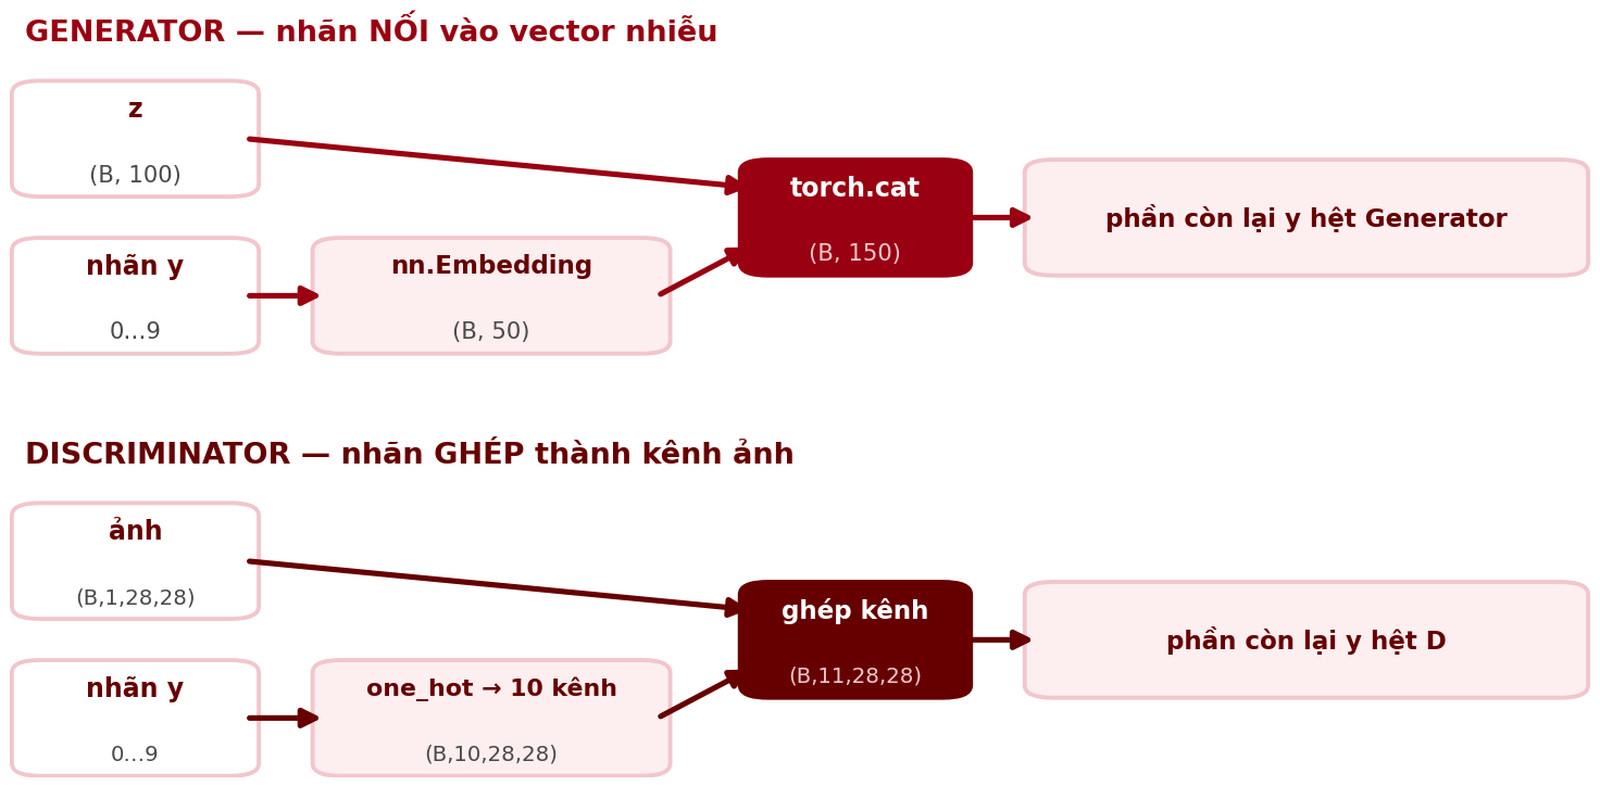 GENERATOR — nhãn NỐI vào vector nhiễu
z
(B, 100)
nhãn y
0...9
nn.Embedding
(B, 50)
torch.cat
(B, 150)
phần còn lại y hệt Generator
DISCRIMINATOR — nhãn GHÉP thành kênh ảnh
ảnh
(B,1,28,28)
nhãn y
0...9
one_hot → 10 kênh
(B,10,28,28)
ghép kênh
(B,11,28,28)
phần còn lại y hệt D